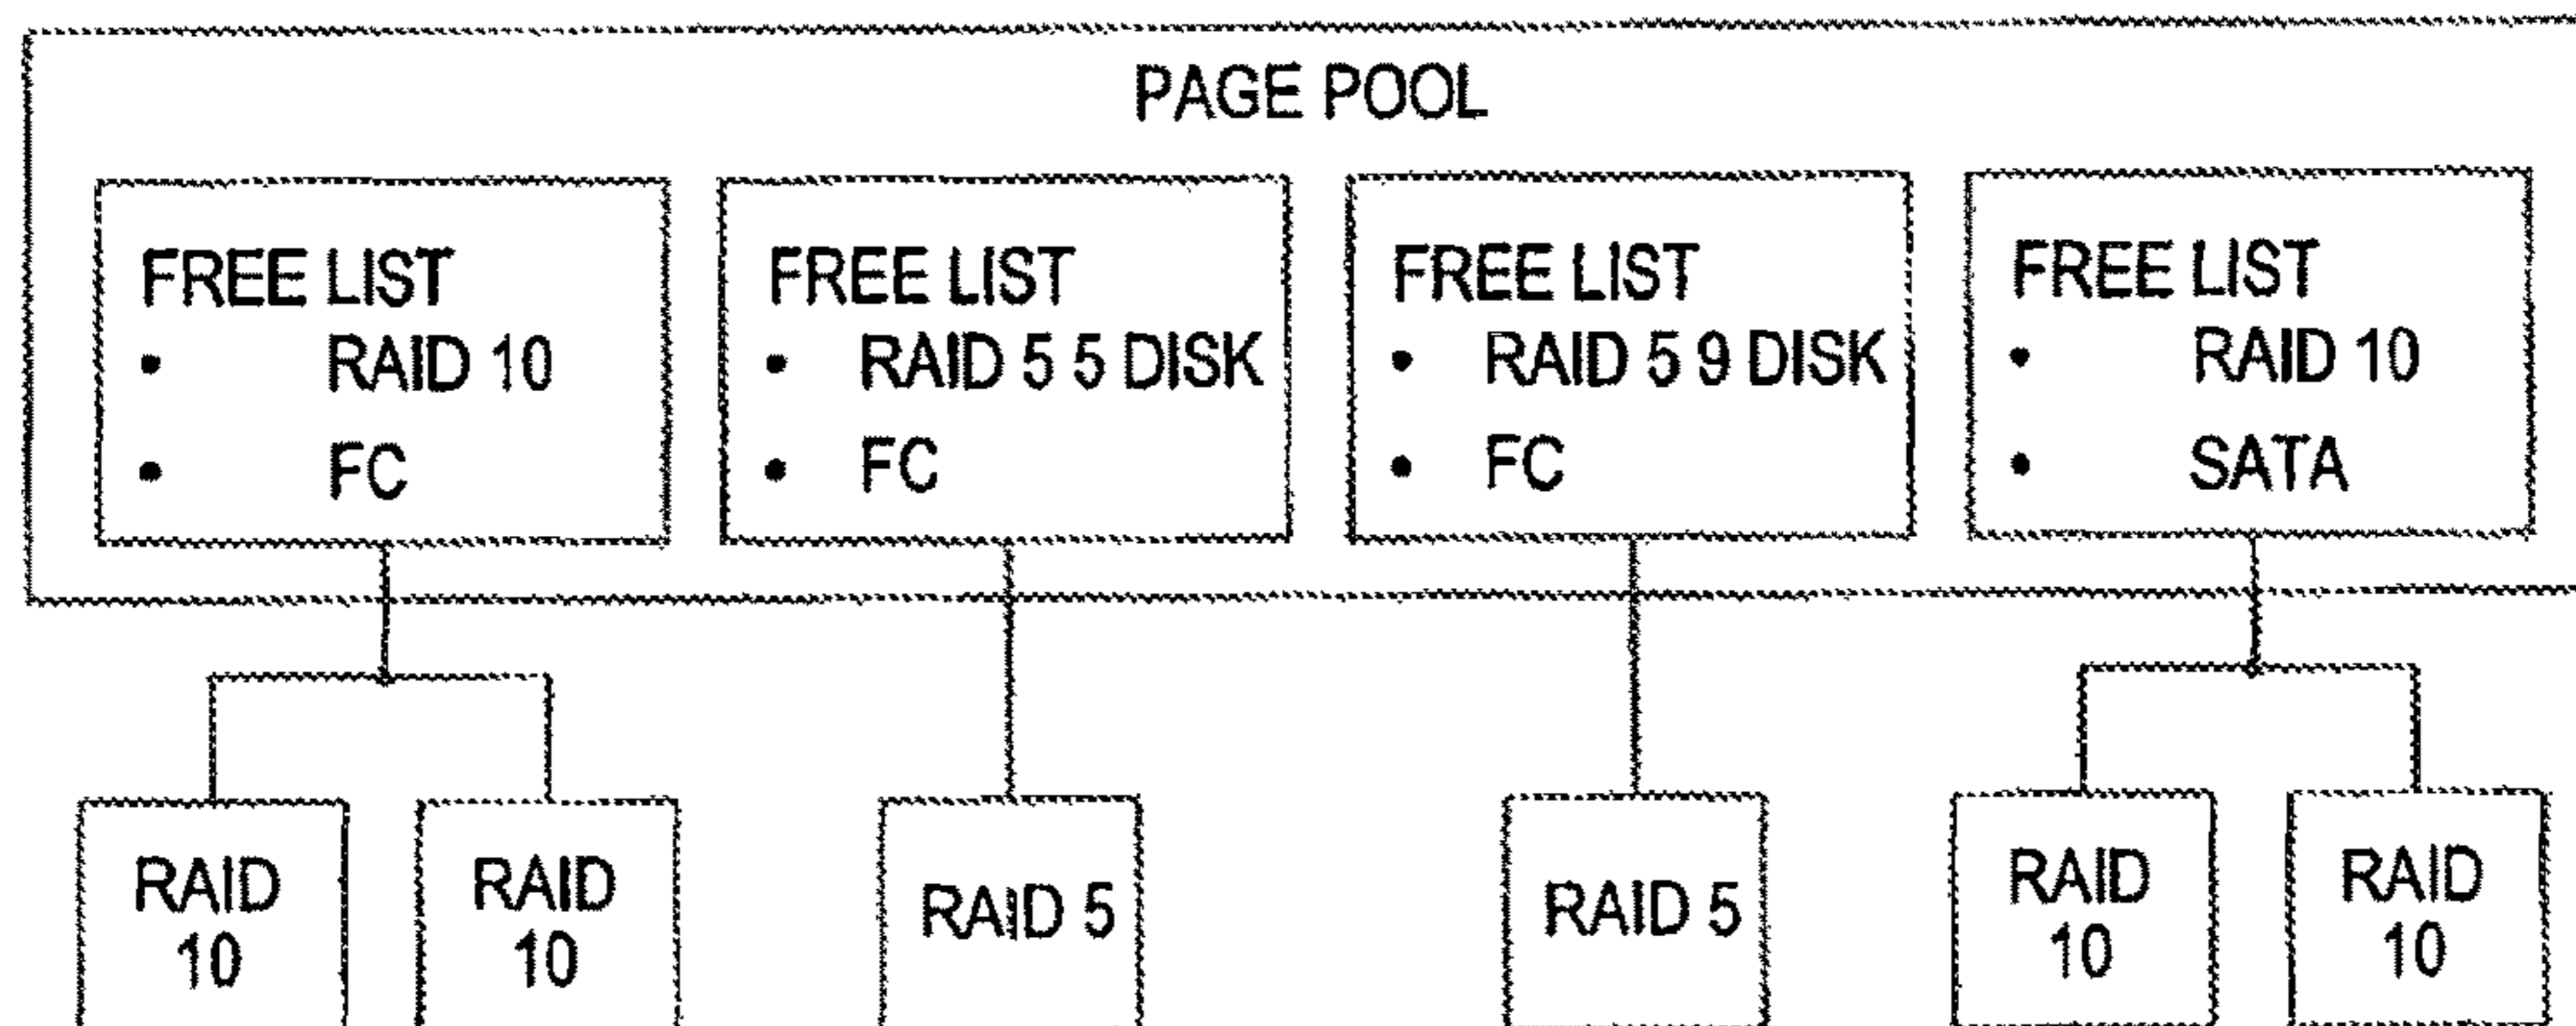 PAGE POOL
FREE LIST
• RAID 10
• FC
FREE LIST
• RAID 5 5 DISK
• FC
FREE LIST
• RAID 5 9 DISK
• FC
FREE LIST
• RAID 10
• SATA
RAID
10
RAID
10
RAID 5
RAID 5
RAID
10
RAID
10